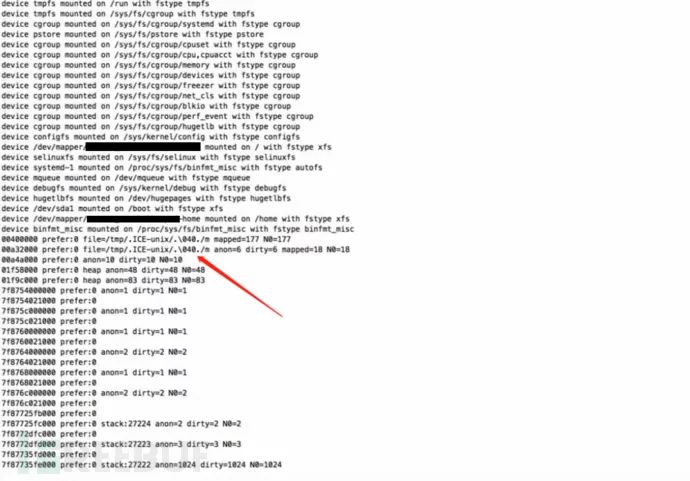 device tmpfs mounted on /run with fstype tmpfs
device tmpfs mounted on /sys/fs/cgroup with fstype tmpfs
device cgroup mounted on /sys/fs/cgroup/systemd with fstype cgroup
device pstore mounted on /sys/fs/pstore with fstype pstore
device cgroup mounted on /sys/fs/cgroup/cpuset with fstype cgroup
device cgroup mounted on /sys/fs/cgroup/cpu,cpuacct with fstype cgroup
device cgroup mounted on /sys/fs/cgroup/memory with fstype cgroup
device cgroup mounted on /sys/fs/cgroup/devices with fstype cgroup
device cgroup mounted on /sys/fs/cgroup/freezer with fstype cgroup
device cgroup mounted on /sys/fs/cgroup/net_cls with fstype cgroup
device cgroup mounted on /sys/fs/cgroup/blkio with fstype cgroup
device cgroup mounted on /sys/fs/cgroup/perf_event with fstype cgroup
device cgroup mounted on /sys/fs/cgroup/hugetlb with fstype cgroup
device configfs mounted on /sys/kernel/config with fstype configfs
device /dev/mapper/ mounted on / with fstype xfs
device selinuxfs mounted on /sys/fs/selinux with fstype selinuxfs
device systemd-1 mounted on /proc/sys/fs/binfmt_misc with fstype autofs
device mqueue mounted on /dev/mqueue with fstype mqueue
device debugfs mounted on /sys/kernel/debug with fstype debugfs
device hugetlbfs mounted on /dev/hugepages with fstype hugetlbfs
device /dev/sda1 mounted on /boot with fstype xfs
device /dev/mapper/ -home mounted on /home with fstype xfs
device binfmt_misc mounted on /proc/sys/fs/binfmt_misc with fstype binfmt_misc
00400000 prefer:0 file=/tmp/.ICE-unix/.\040./m mapped=177 N0=177
00a32000 prefer:0 file=/tmp/.ICE-unix/.\040./m anon=6 dirty=6 mapped=18 N0=18
00a4a000 prefer:0 anon=10 dirty=10 N0=10
01f58000 prefer:0 heap anon=48 dirty=48 N0=48
01f9c000 prefer:0 heap anon=83 dirty=83 N0=83
7f8754000000 prefer:0 anon=1 dirty=1 N0=1
7f8754021000 prefer:0
7f875c000000 prefer:0 anon=1 dirty=1 N0=1
7f875c021000 prefer:0
7f8760000000 prefer:0 anon=1 dirty=1 N0=1
7f8760021000 prefer:0
7f8764000000 prefer:0 anon=2 dirty=2 N0=2
7f8764021000 prefer:0
7f8768000000 prefer:0 anon=1 dirty=1 N0=1
7f8768021000 prefer:0
7f876c000000 prefer:0 anon=2 dirty=2 N0=2
7f876c021000 prefer:0
7f87725fb000 prefer:0
7f87725fc000 prefer:0 stack:27224 anon=2 dirty=2 N0=2
7f8772dfc000 prefer:0
7f8772dfd000 prefer:0 stack:27223 anon=3 dirty=3 N0=3
7f87735fd000 prefer:0
7f87735fe000 prefer:0 stack:27222 anon=1024 dirty=1024 N0=1024